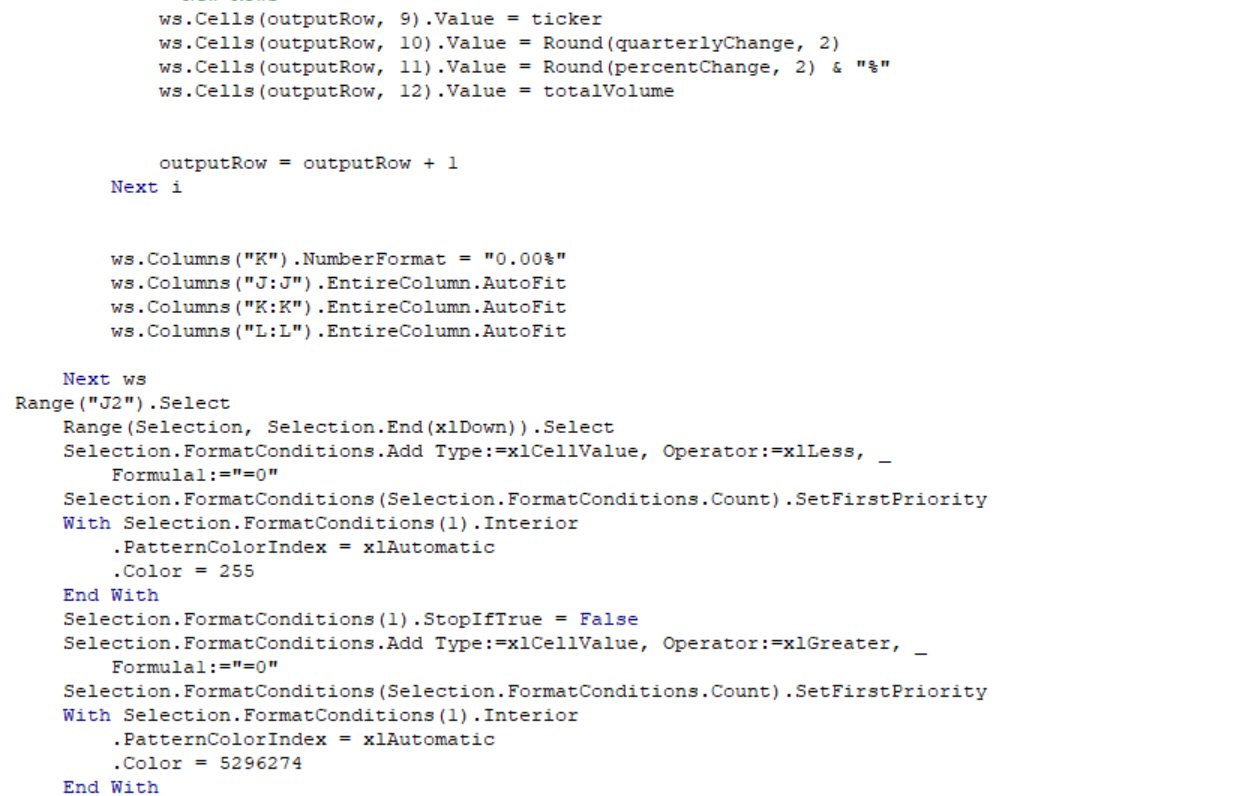 ws.Cells(outputRow, 9).Value = ticker
ws.Cells(outputRow, 10).Value = Round(quarterlyChange, 2)
ws.Cells(outputRow, 11).Value = Round(percentChange, 2) & "%"
ws.Cells(outputRow, 12).Value = totalVolume
outputRow = outputRow + 1
Next i
ws.Columns("K").NumberFormat = "0.00%"
ws.Columns("J:J").EntireColumn.AutoFit
ws.Columns("K:K").EntireColumn.AutoFit
ws.Columns("L:L").EntireColumn.AutoFit
Next ws
Range("J2").Select
Range(Selection, Selection.End(xlDown)).Select
Selection.FormatConditions.Add Type:=xlCellValue, Operator:=xlLess, _
Formula1:="=0"
Selection.FormatConditions(Selection.FormatConditions.Count).SetFirstPriority
With Selection.FormatConditions(1).Interior
.PatternColorIndex = xlAutomatic
.Color = 255
End With
Selection.FormatConditions(1).StopIfTrue = False
Selection.FormatConditions.Add Type:=xlCellValue, Operator:=xlGreater, _
Formula1:="=0"
Selection.FormatConditions(Selection.FormatConditions.Count).SetFirstPriority
With Selection.FormatConditions(1).Interior
.PatternColorIndex = xlAutomatic
.Color = 5296274
End With